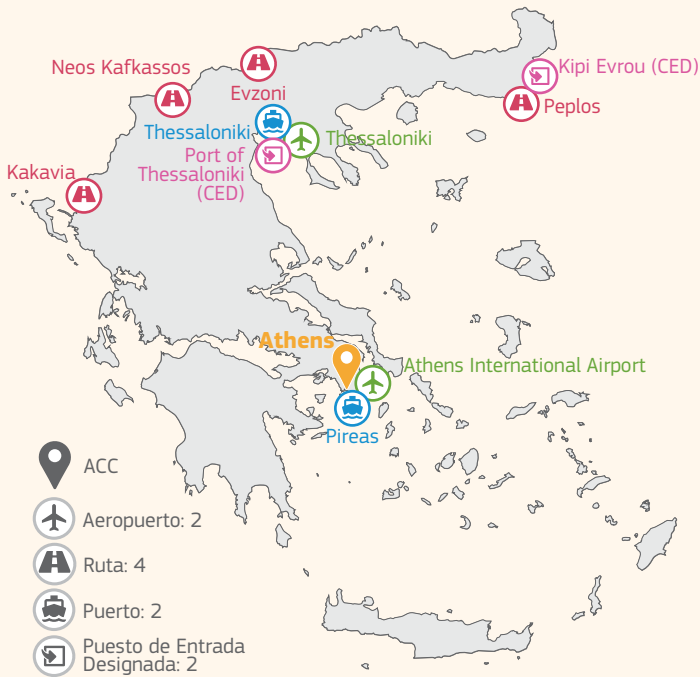 Neos Kafkassos
Evzoni
Kipi Evrou (CED)
Peplos
Thessaloniki
Thessaloniki
Port of
Thessaloniki
(CED)
Kakavia
Athens
Athens International Airport
Pireas
ACC
Aeropuerto: 2
Ruta: 4
Puerto: 2
Puesto de Entrada
Designada: 2